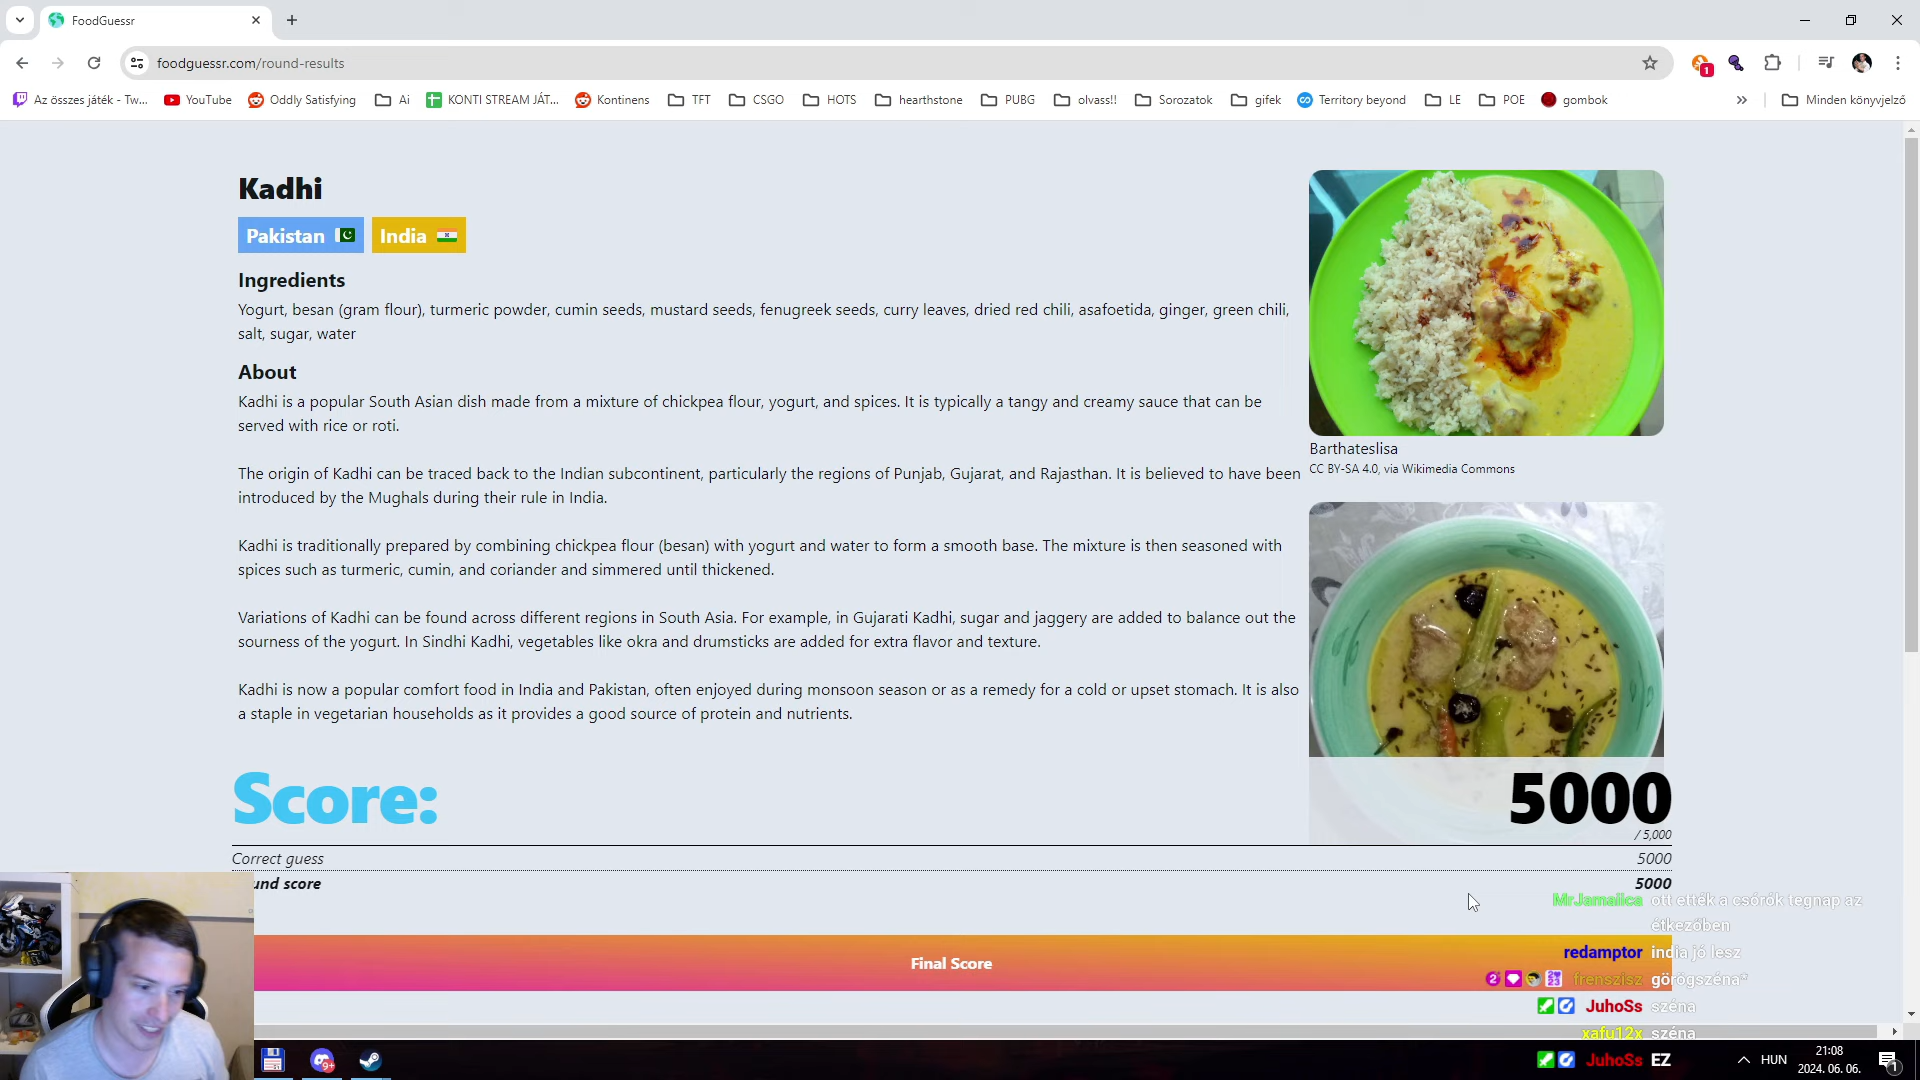 FoodGuessr
foodguessr.com/round-results
1
Az összes játék - Tw...
YouTube
Oddly Satisfying
Ai
KONTI STREAM JÁT...
Kontinens
TFT
CSGO
HOTS
hearthstone
PUBG
olvass!!
Sorozatok
gifek
Territory beyond
LE
POE
gombok
Minden könyvjelző
Kadhi
Pakistan
India
Ingredients
Yogurt, besan (gram flour), turmeric powder, cumin seeds, mustard seeds, fenugreek seeds, curry leaves, dried red chili, asafoetida, ginger, green chili,
salt, sugar, water
About
Kadhi is a popular South Asian dish made from a mixture of chickpea flour, yogurt, and spices. It is typically a tangy and creamy sauce that can be
served with rice or roti.
The origin of Kadhi can be traced back to the Indian subcontinent, particularly the regions of Punjab, Gujarat, and Rajasthan. It is believed to have been
introduced by the Mughals during their rule in India.
Kadhi is traditionally prepared by combining chickpea flour (besan) with yogurt and water to form a smooth base. The mixture is then seasoned with
spices such as turmeric, cumin, and coriander and simmered until thickened.
Variations of Kadhi can be found across different regions in South Asia. For example, in Gujarati Kadhi, sugar and jaggery are added to balance out the
sourness of the yogurt. In Sindhi Kadhi, vegetables like okra and drumsticks are added for extra flavor and texture.
Kadhi is now a popular comfort food in India and Pakistan, often enjoyed during monsoon season or as a remedy for a cold or upset stomach. It is also
a staple in vegetarian households as it provides a good source of protein and nutrients.
Barthateslisa
CC BY-SA 4.0, via Wikimedia Commons
Score:
5000
/ 5,000
Correct guess
5000
und score
5000
Final Score
MrJamaiica ott ették a csórók tegnap az
étkezőben
redamptor india jó lesz
frenszisz görögszéna*
JuhoSs széna
xafu12x széna
JuhoSs EZ
9+
HUN
21:08
2024. 06. 06.
1